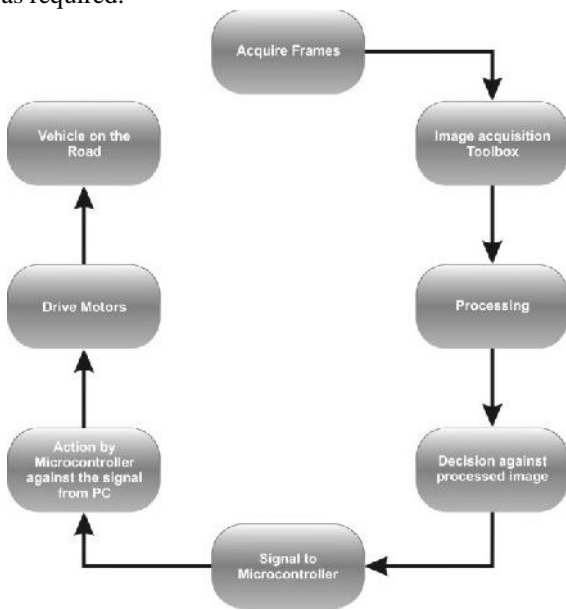 as required.
Acquire Frames
Image acquisition
Toolbox
Processing
Decision against
processed image
Signal to
Microcontroller
Action by
Microcontroller
against the signal
from PC
Drive Motors
Vehicle on the
Road